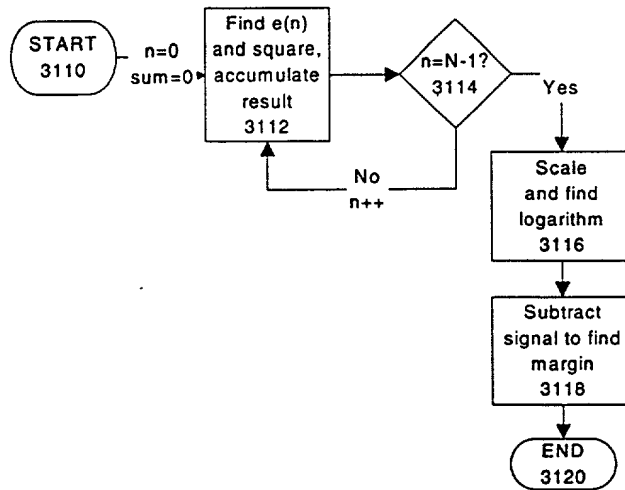 START
3110
n=0
sum=0
Find e(n)
and square,
accumulate
result
3112
n=N-1?
3114
Yes
No
n++
Scale
and find
logarithm
3116
Subtract
signal to find
margin
3118
END
3120